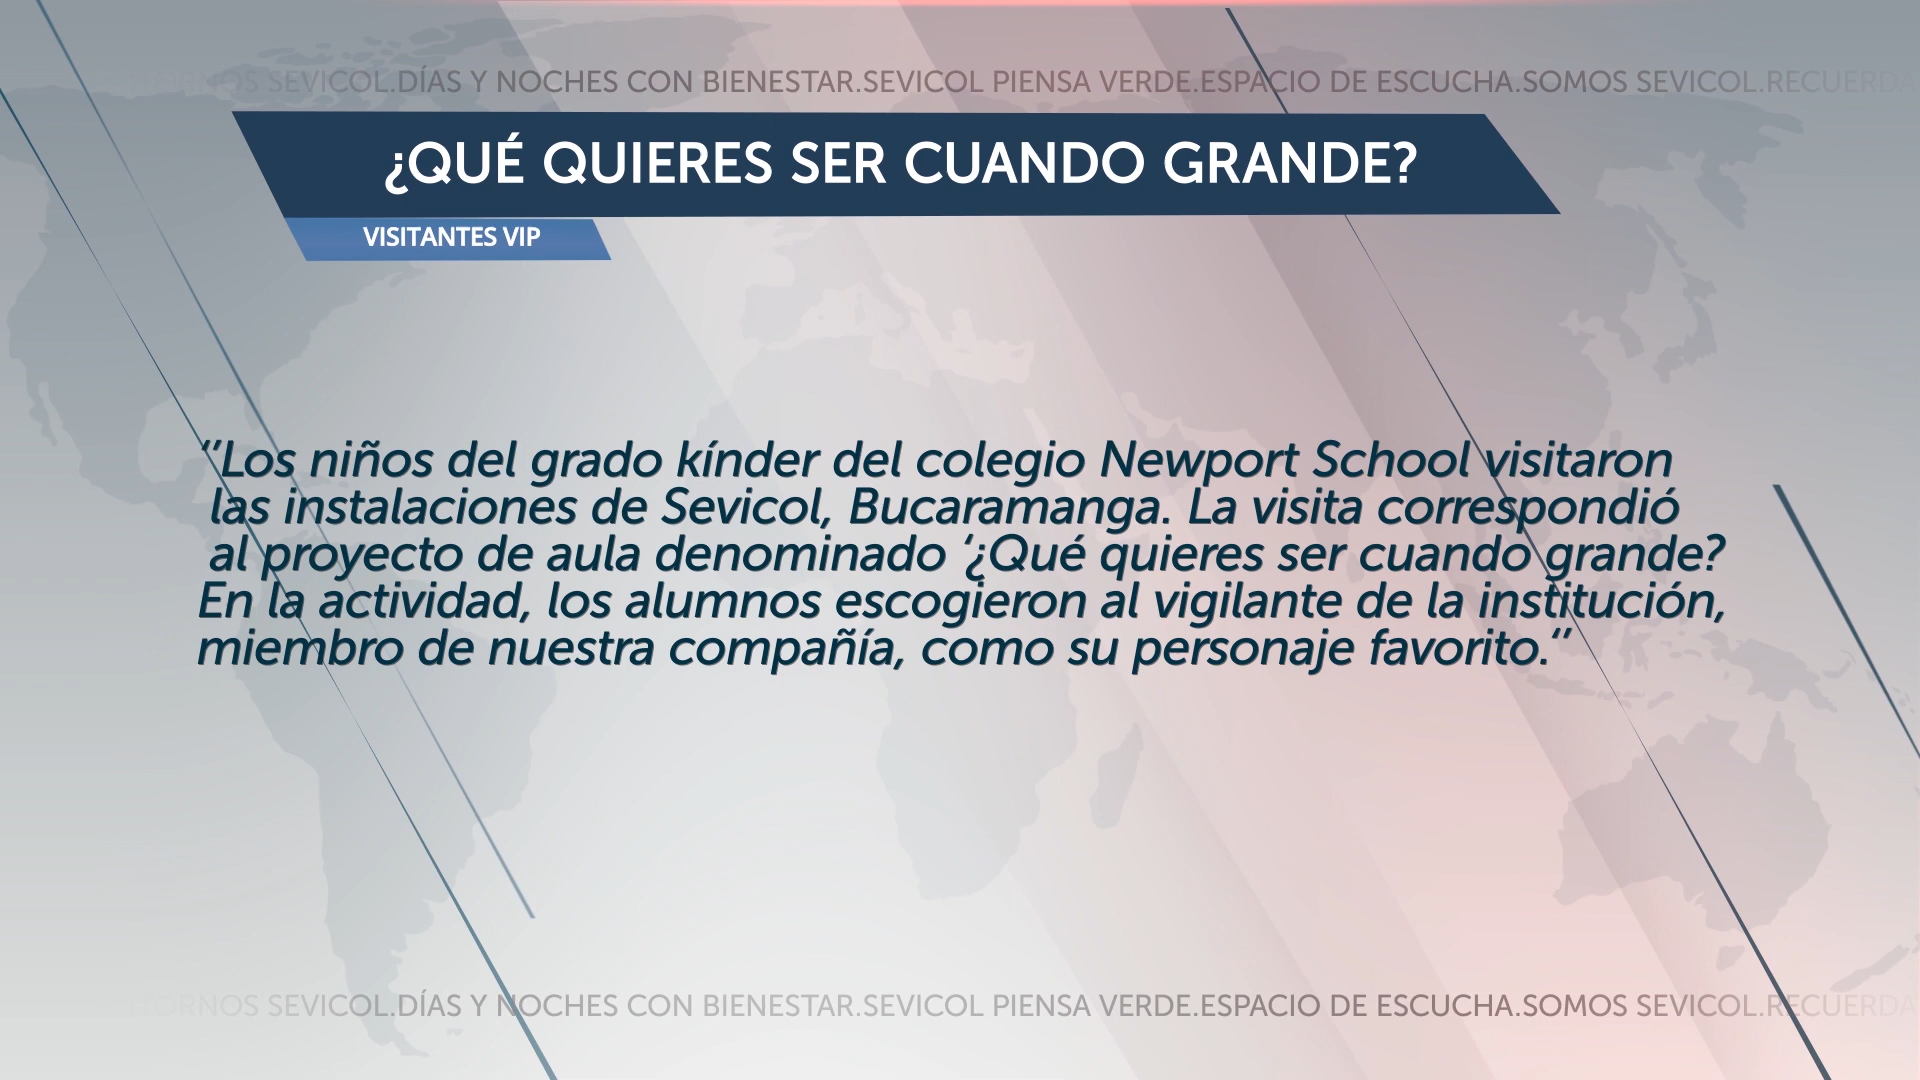 SEVICOL.DÍAS Y NOCHES CON BIENESTAR.SEVICOL PIENSA VERDE.ESPACIO DE ESCUCHA.SOMOS SEVICOL.RECUERDA
¿QUÉ QUIERES SER CUANDO GRANDE?
VISITANTES VIP
“Los niños del grado kínder del colegio Newport School visitaron
las instalaciones de Sevicol, Bucaramanga. La visita correspondió
al proyecto de aula denominado ‘¿Qué quieres ser cuando grande?
En la actividad, los alumnos escogieron al vigilante de la institución,
miembro de nuestra compañía, como su personaje favorito.“
SEVICOL.DÍAS Y NOCHES CON BIENESTAR.SEVICOL PIENSA VERDE.ESPACIO DE ESCUCHA.SOMOS SEVICOL.RECUERDA